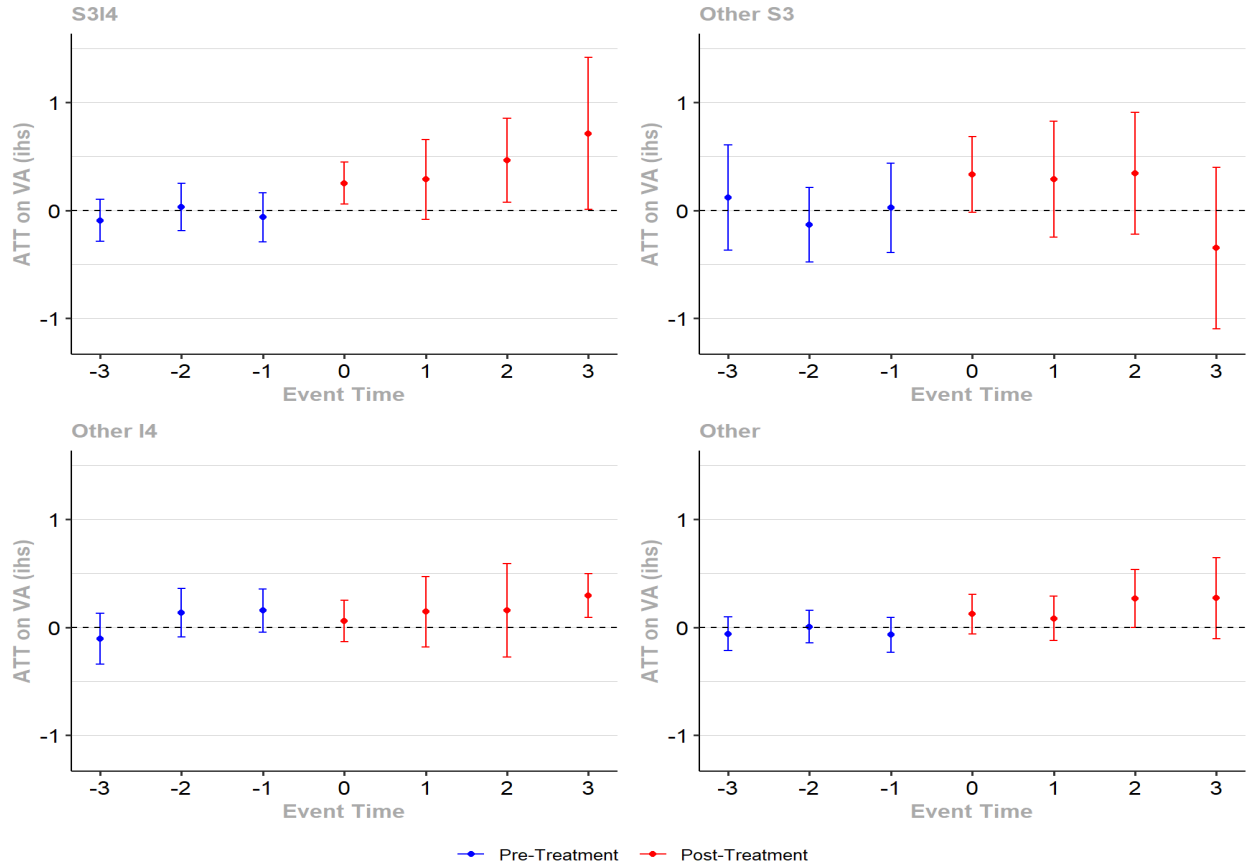 S3I4
Other S3
ATT on VA (ihs)
1
0
-1
-3 -2 -1 0 1 2 3
Event Time
ATT on VA (ihs)
1
0
-1
-3 -2 -1 0 1 2 3
Event Time
Other I4
Other
ATT on VA (ihs)
1
0
-1
-3 -2 -1 0 1 2 3
Event Time
ATT on VA (ihs)
1
0
-1
-3 -2 -1 0 1 2 3
Event Time
Pre-Treatment Post-Treatment